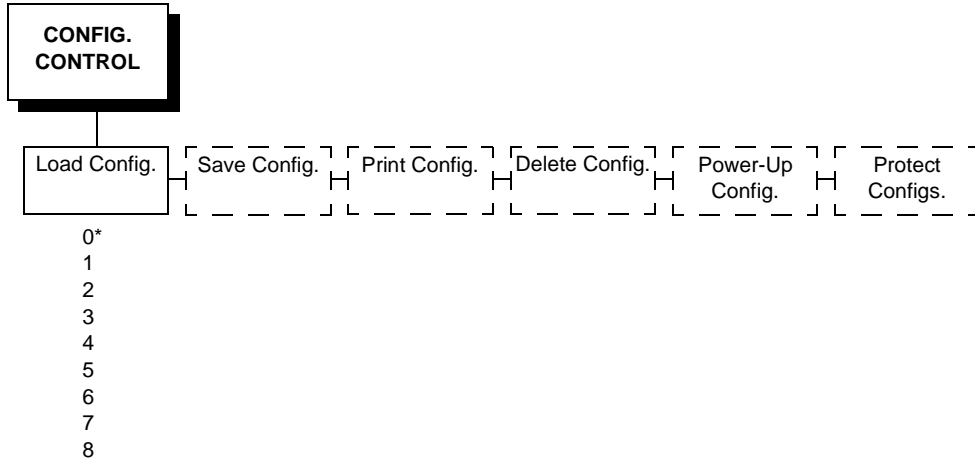 CONFIG.
CONTROL
Load Config.
Save Config.
Print Config.
Delete Config.
Power-Up
Config.
Protect
Configs.
0*
1
2
3
4
5
6
7
8